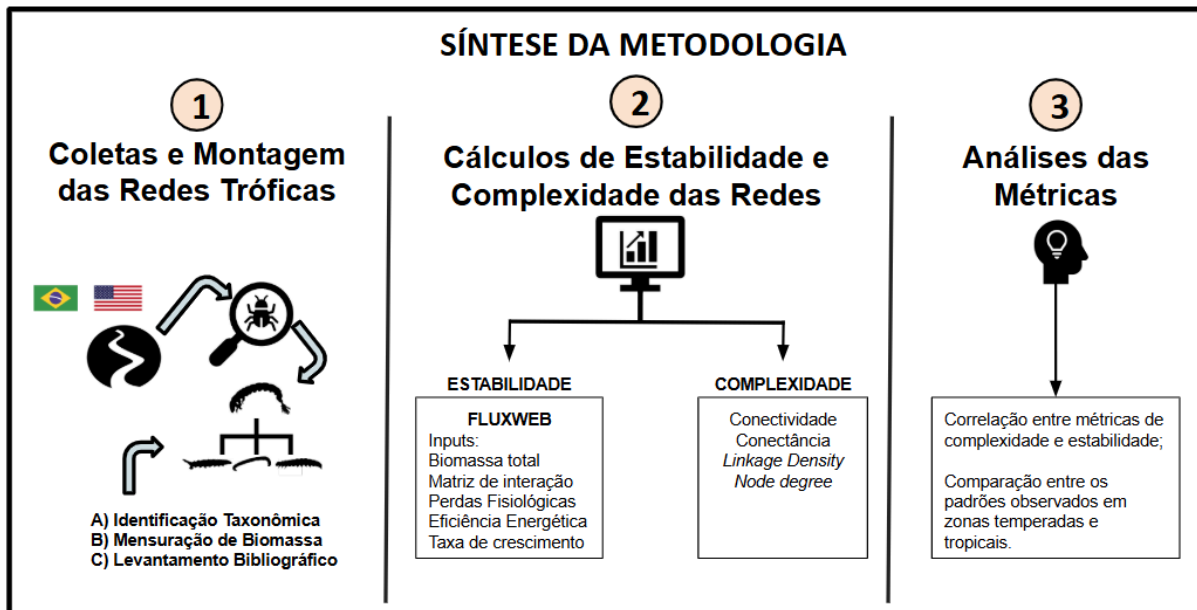 SÍNTESE DA METODOLOGIA
1
Coletas e Montagem
das Redes Tróficas
A) Identificação Taxonômica
B) Mensuração de Biomassa
C) Levantamento Bibliográfico
2
Cálculos de Estabilidade e
Complexidade das Redes
ESTABILIDADE
FLUXWEB
Inputs:
Biomassa total
Matriz de interação
Perdas Fisiológicas
Eficiência Energética
Taxa de crescimento
COMPLEXIDADE
Conectividade
Conectância
Linkage Density
Node degree
3
Análises das
Métricas
Correlação entre métricas de
complexidade e estabilidade;
Comparação entre os
padrões observados em
zonas temperadas e
tropicais.